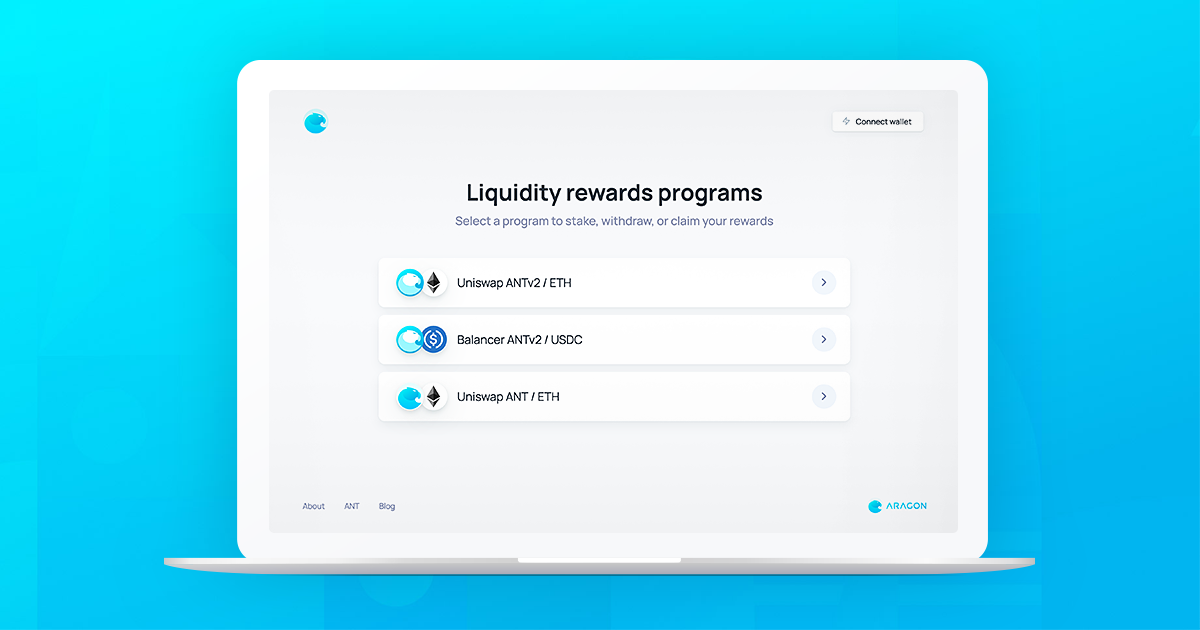 Connect wallet
Liquidity rewards programs
Select a program to stake, withdraw, or claim your rewards
Uniswap ANTv2 / ETH
Balancer ANTv2 / USDC
Uniswap ANT / ETH
About ANT Blog
ARAGON